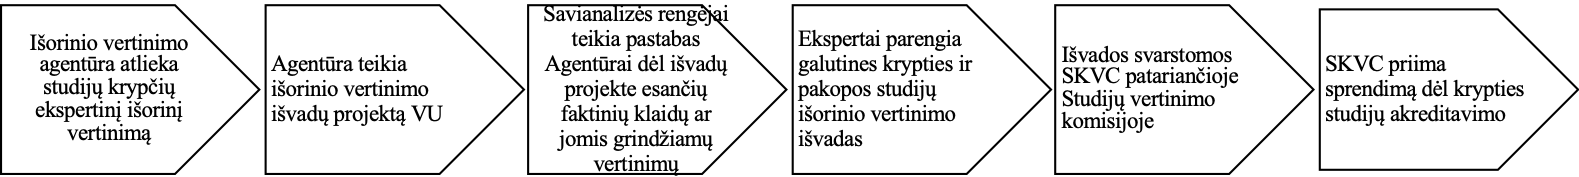 Išorinio vertinimo
agentūra atlieka
studijų krypčių
ekspertinį išorinį
vertinimą
Agentūra teikia
išorinio vertinimo
išvadų projektą VU
Savianalizės rengėjai
teikia pastabas
Agentūrai dėl išvadų
projekte esančių
faktinių klaidų ar
jomis grindžiamų
vertinimų
Ekspertai parengia
galutines krypties ir
pakopos studijų
išorinio vertinimo
išvadas
Išvados svarstomos
SKVC patariančioje
Studijų vertinimo
komisijoje
SKVC priima
sprendimą dėl krypties
studijų akreditavimo